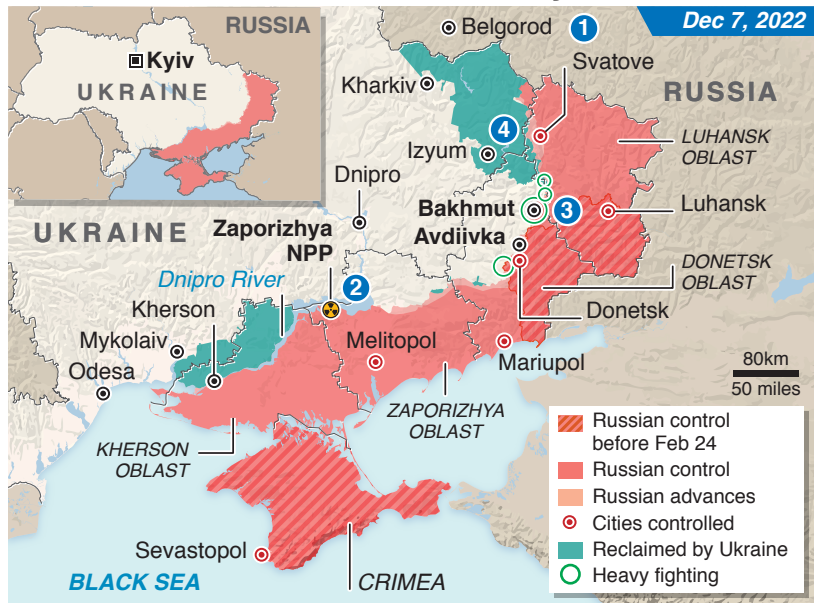 Dec 7, 2022
RUSSIA
Kyiv
UKRAINE
Belgorod
1
Svatove
Kharkiv
RUSSIA
4
LUHANSK
OBLAST
Izyum
Dnipro
Bakhmut
3
Luhansk
Avdiivka
UKRAINE
Zaporizhya
NPP
DONETSK
OBLAST
Dnipro River
2
Kherson
Donetsk
Mykolaiv
Melitopol
Mariupol
Odesa
80km
50 miles
ZAPORIZHYA
OBLAST
KHERSON
OBLAST
Russian control
before Feb 24
Russian control
Russian advances
Cities controlled
Reclaimed by Ukraine
Heavy fighting
Sevastopol
BLACK SEA
CRIMEA